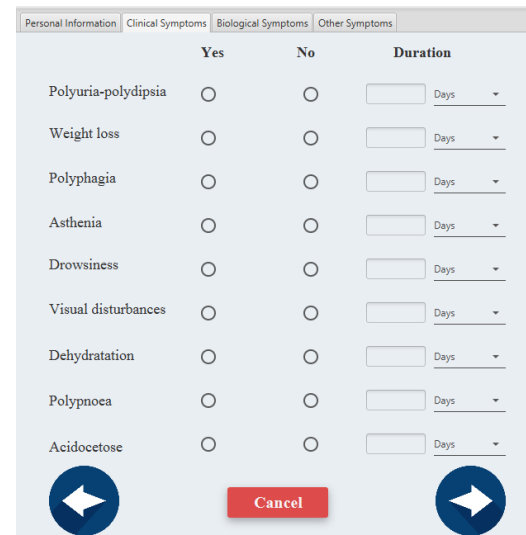 Personal Information Clinical Symptoms Biological Symptoms Other Symptoms
Yes No Duration
Polyuria-polydipsia Days
Weight loss Days
Polyphagia Days
Asthenia Days
Drowsiness Days
Visual disturbances Days
Dehydratation Days
Polypnoea Days
Acidocetose Days
Cancel